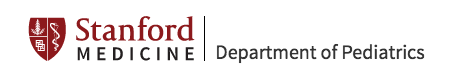 Stanford
MEDICINE
Department of Pediatrics